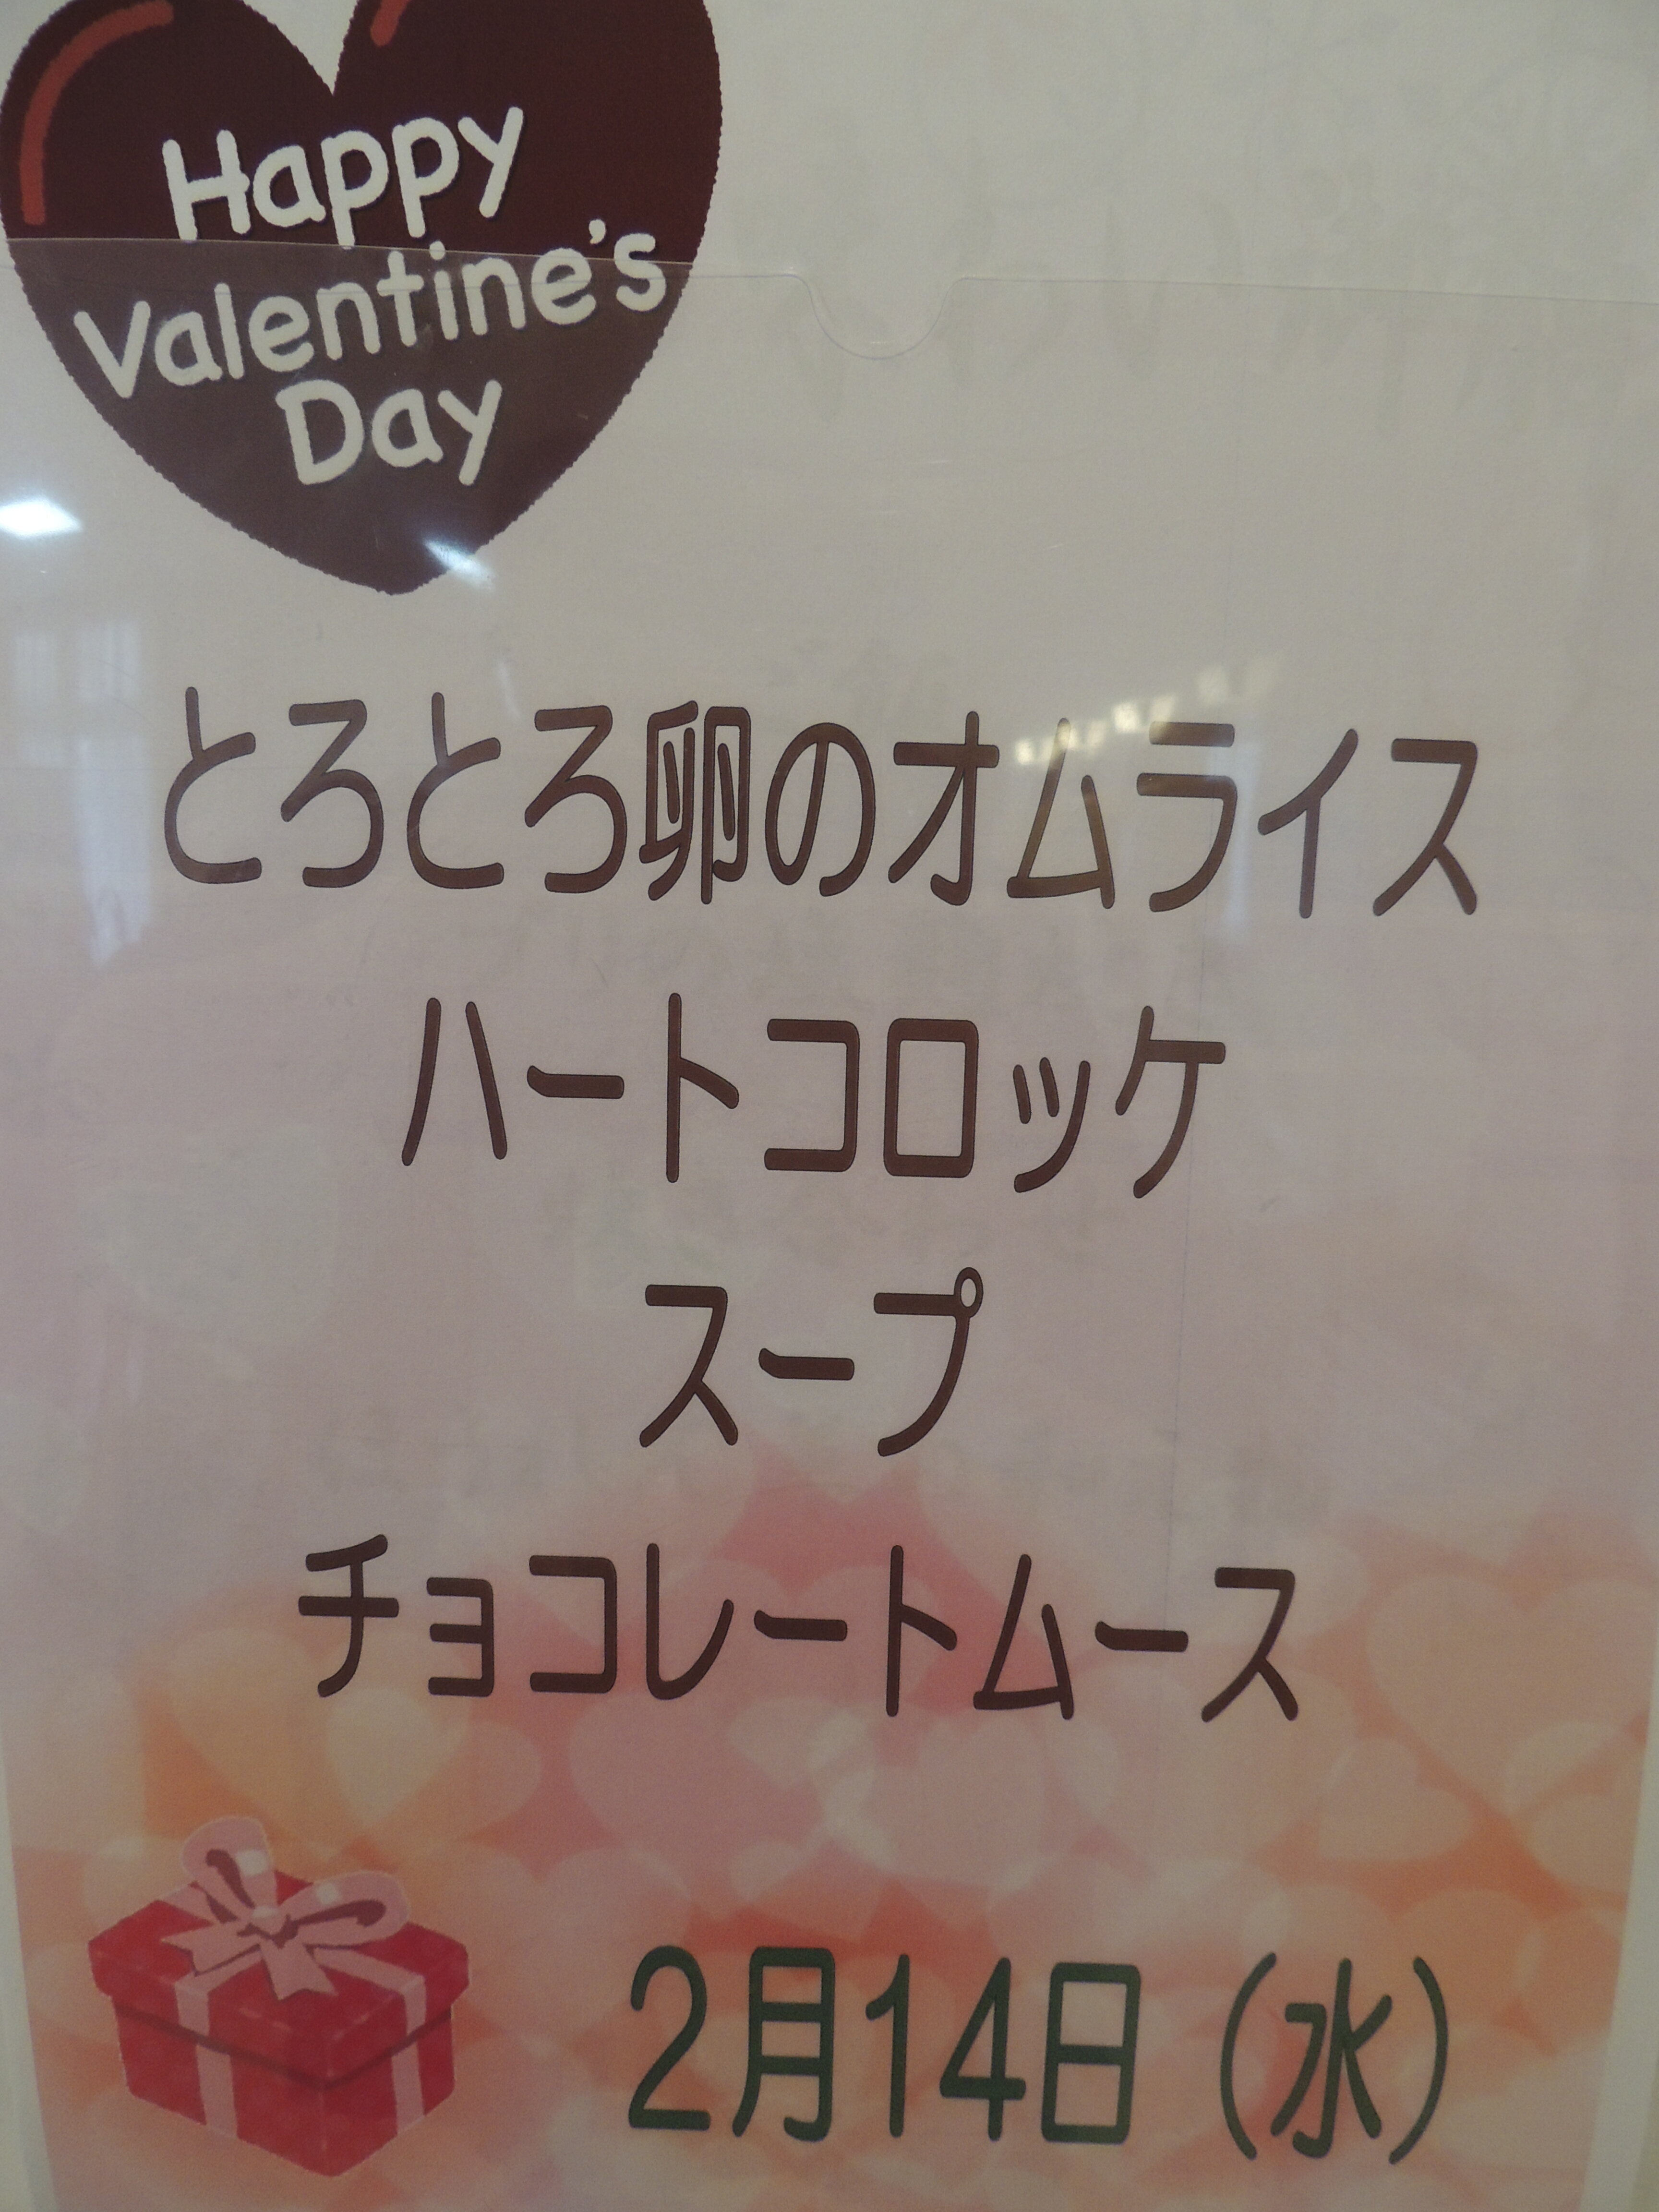 Happy
Valentine's
Day
とろとろ卵のオムライス
ハートコロッケ
スープ
チョコレートムース
2月14日（水）